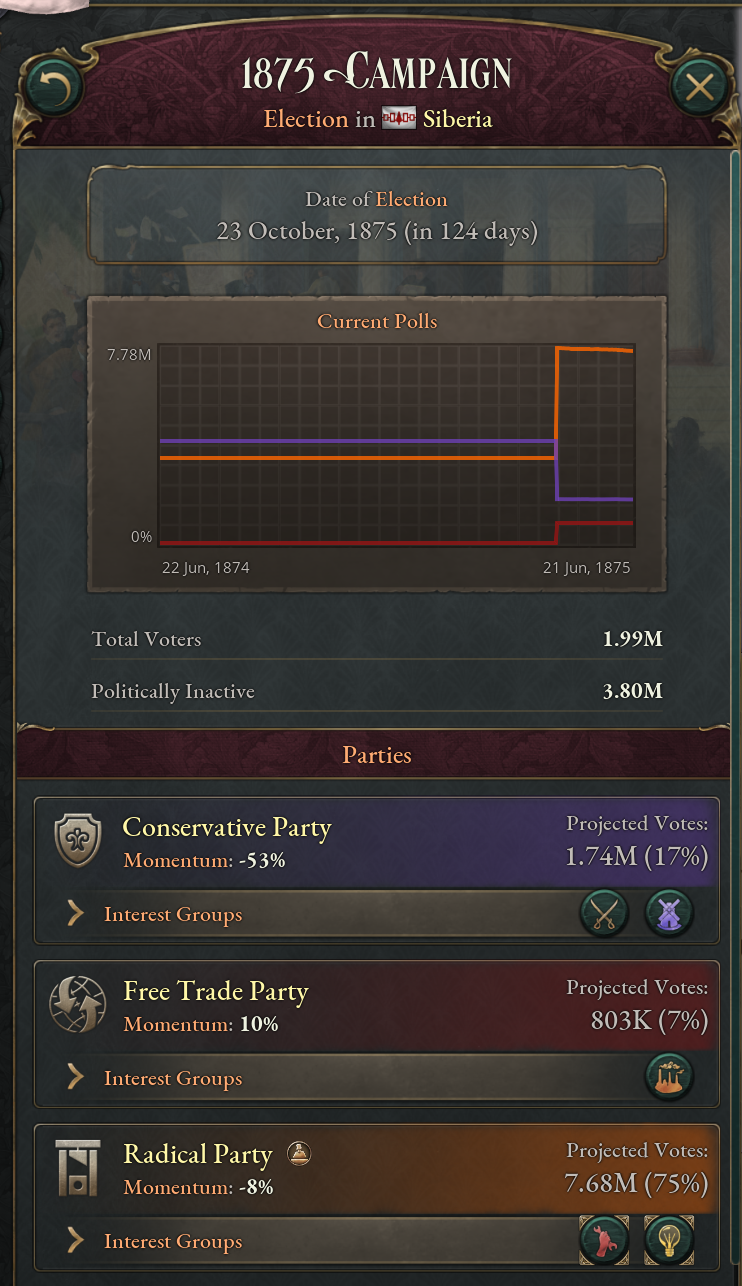 1875 Campaign
Election in Siberia
Date of Election
23 October, 1875 (in 124 days)
Current Polls
7.78M
0%
22 Jun, 1874
21 Jun, 1875
Total Voters
1.99M
Politically Inactive
3.80M
Parties
Conservative Party
Projected Votes:
Momentum: -53%
1.74M (17%)
Interest Groups
Free Trade Party
Projected Votes:
Momentum: 10%
803K (7%)
Interest Groups
Radical Party
Projected Votes:
Momentum: -8%
7.68M (75%)
Interest Groups